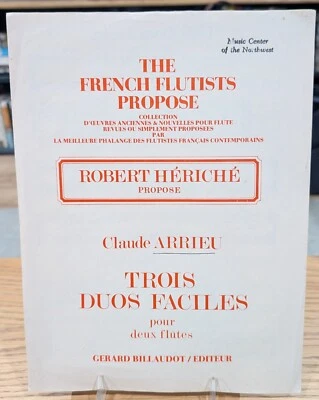 Music Center
of the Northwest
THE
FRENCH FLUTISTS
PROPOSE
COLLECTION
D'ŒUVRES ANCIENNES & NOUVELLES POUR FLUTE
REVUES OU SIMPLEMENT PROPOSEES
PAR
LA MEILLEURE PHALANGE DES FLUTISTES FRANÇAIS CONTEMPORAINS
ROBERT HÉRICHÉ
PROPOSE
Claude ARRIEU
TROIS
DUOS FACILES
pour
deux flûtes
GERARD BILLAUDOT/EDITEUR